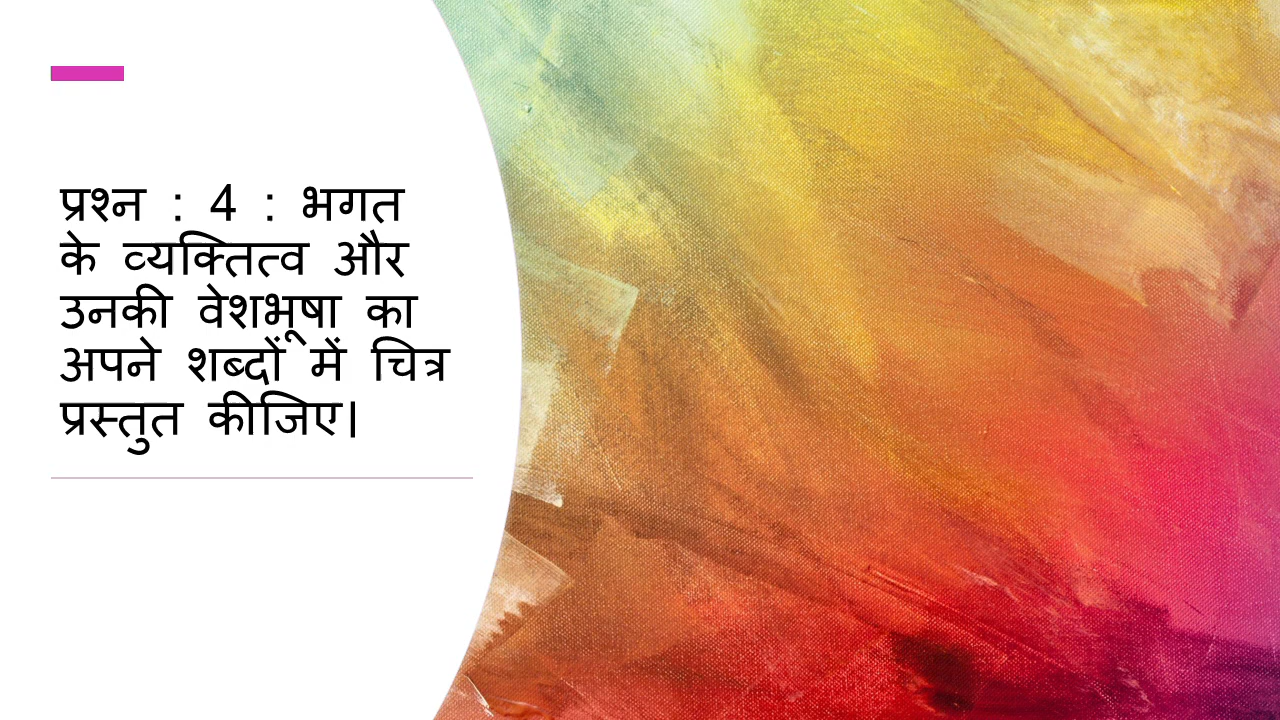 प्रश्न : 4 : भगत
के व्यक्तित्व और
उनकी वेशभूषा का
अपने शब्दों में चित्र
प्रस्तुत कीजिए।